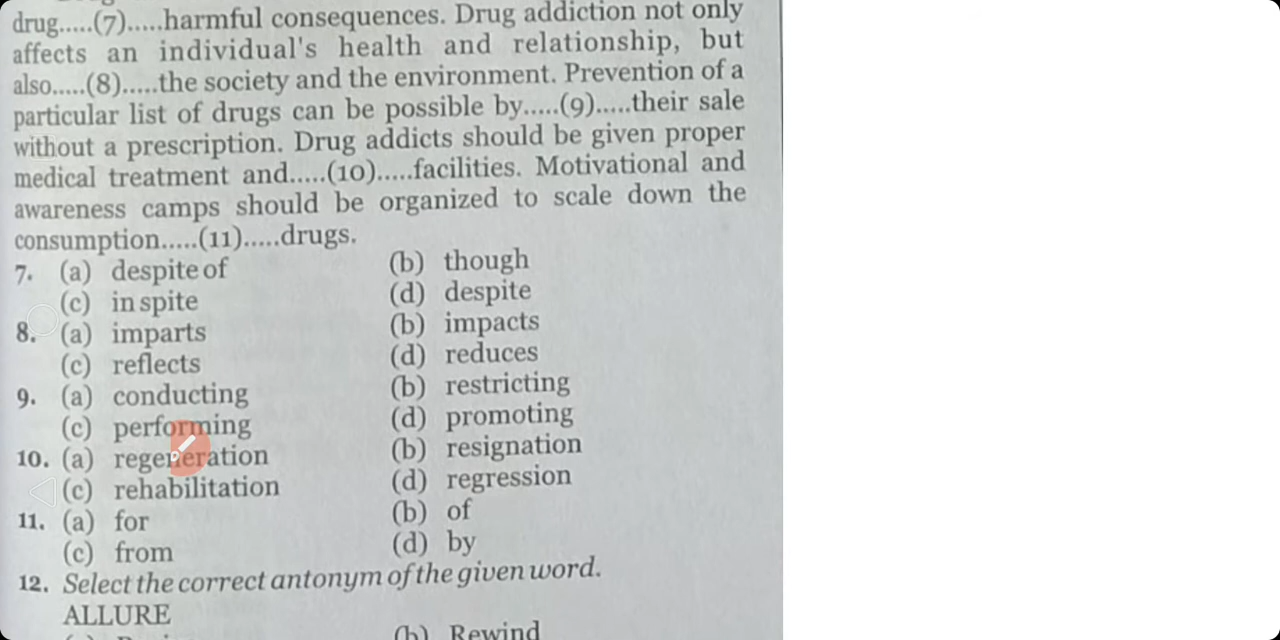 drug.....(7).....harmful consequences. Drug addiction not only
affects an individual's health and relationship, but
also.....(8).....the society and the environment. Prevention of a
particular list of drugs can be possible by.....(9).....their sale
without a prescription. Drug addicts should be given proper
medical treatment and.....(10).....facilities. Motivational and
awareness camps should be organized to scale down the
consumption.....(11).....drugs.
7. (a) despite of (b) though
(c) in spite (d) despite
8. (a) imparts (b) impacts
(c) reflects (d) reduces
9. (a) conducting (b) restricting
(c) performing (d) promoting
10. (a) regeneration (b) resignation
(c) rehabilitation (d) regression
11. (a) for (b) of
(c) from (d) by
12. Select the correct antonym of the given word.
ALLURE
(b) Rewind